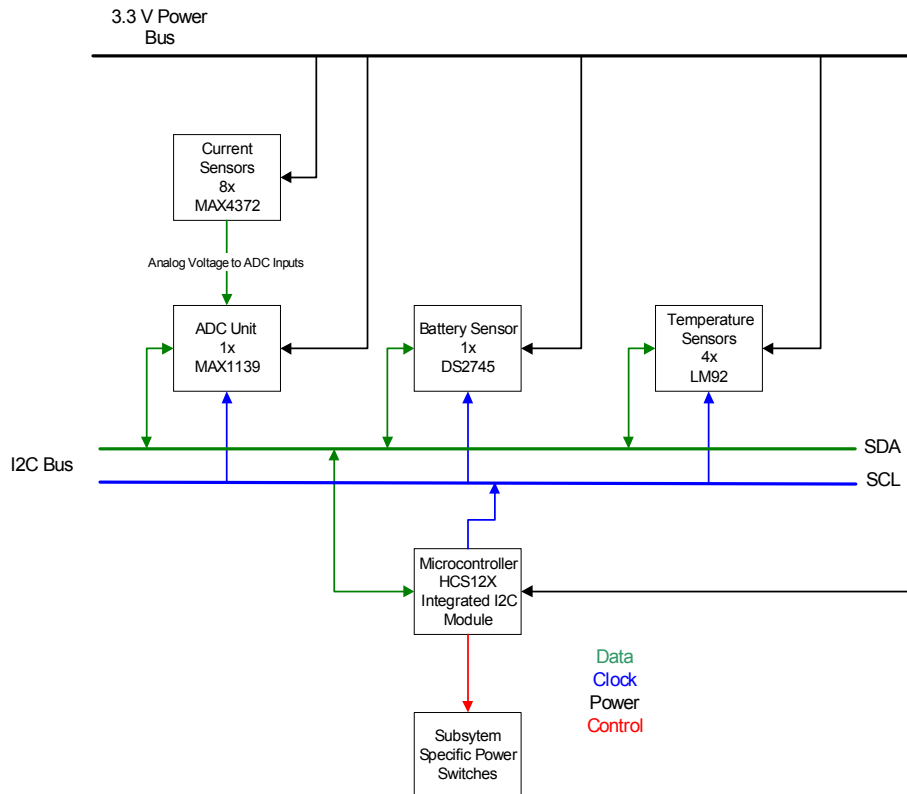 3.3 V Power
Bus
Current
Sensors
8x
MAX4372
Analog Voltage to ADC Inputs
ADC Unit
1x
MAX1139
Battery Sensor
1x
DS2745
Temperature
Sensors
4x
LM92
I2C Bus
SDA
SCL
Microcontroller
HCS12X
Integrated I2C
Module
Data
Clock
Power
Control
Subsytem
Specific Power
Switches